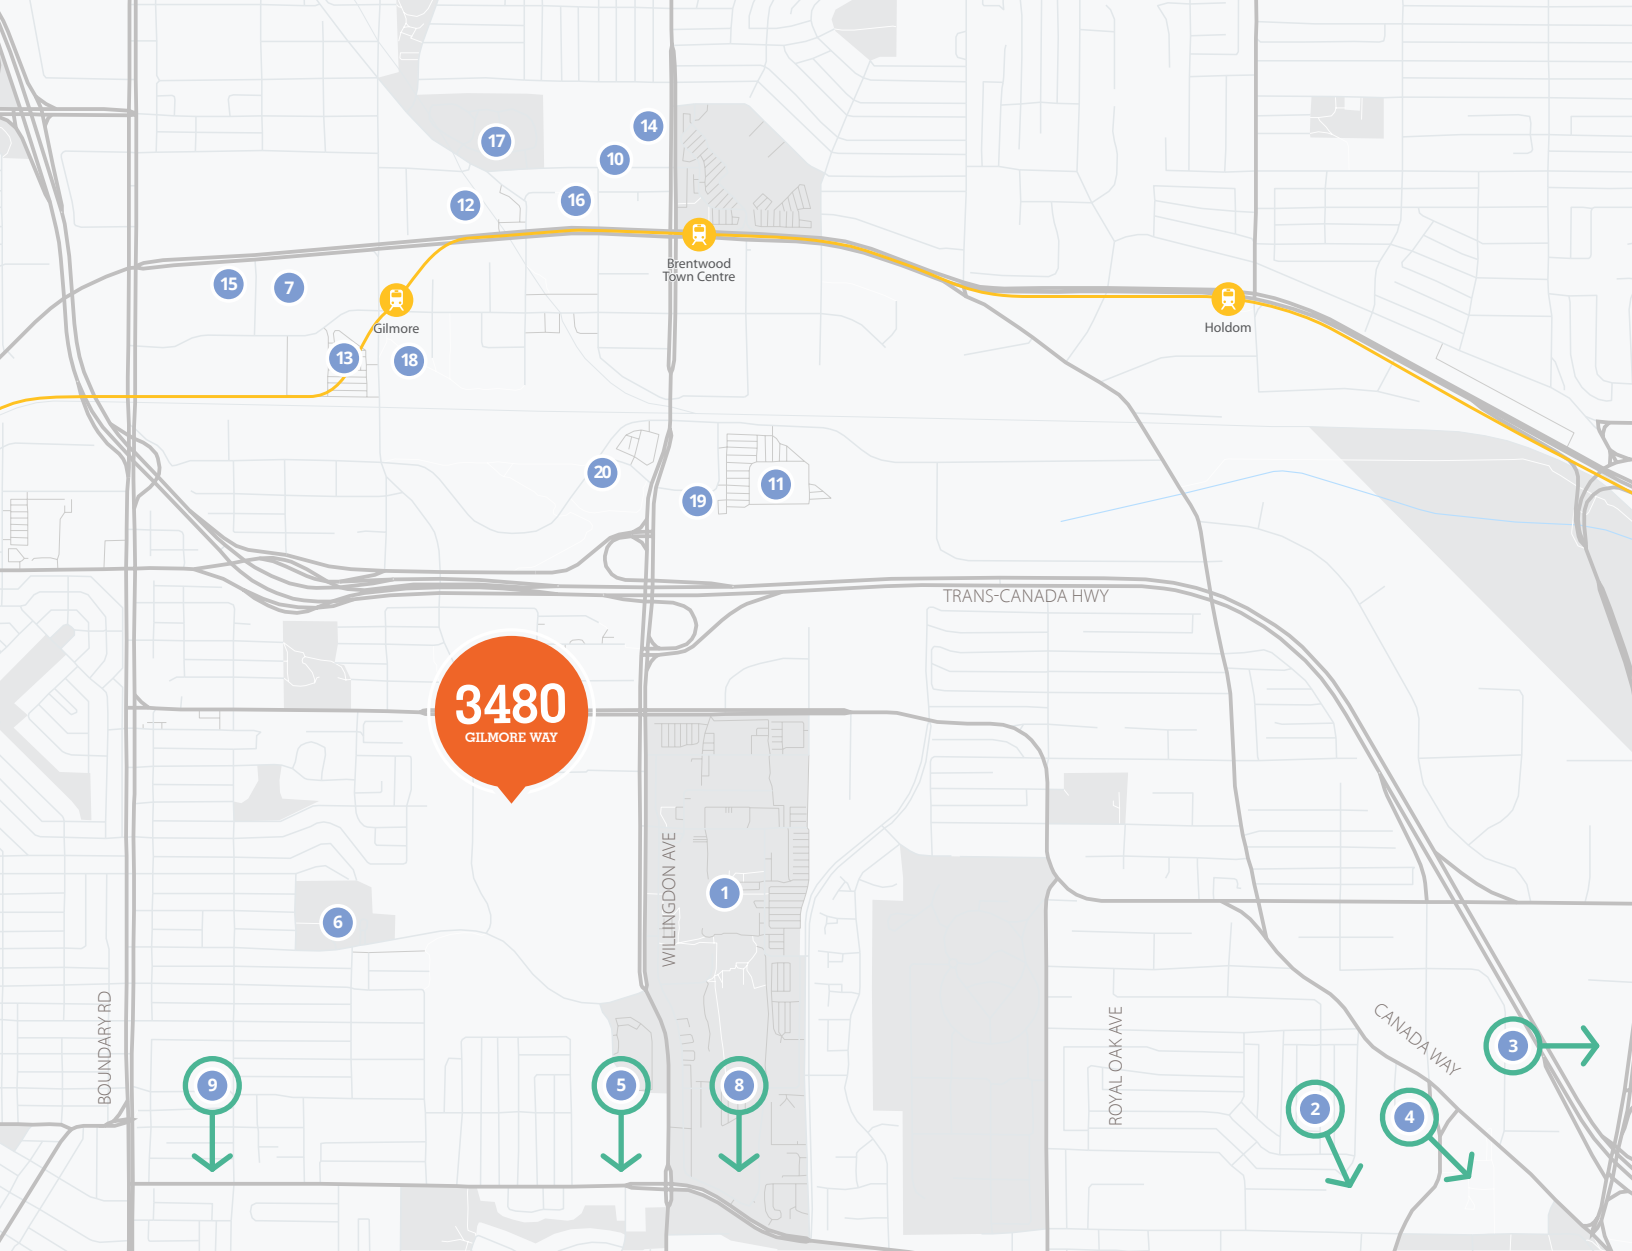 14
17
10
12
16
Brentwood
Town Centre
15
7
Gilmore
Holdom
13
18
20
11
19
TRANS-CANADA HWY
3480
GILMORE WAY
WILLINGDON AVE
1
6
BOUNDARY RD
ROYAL OAK AVE
CANADA WAY
3
9
5
8
2
4